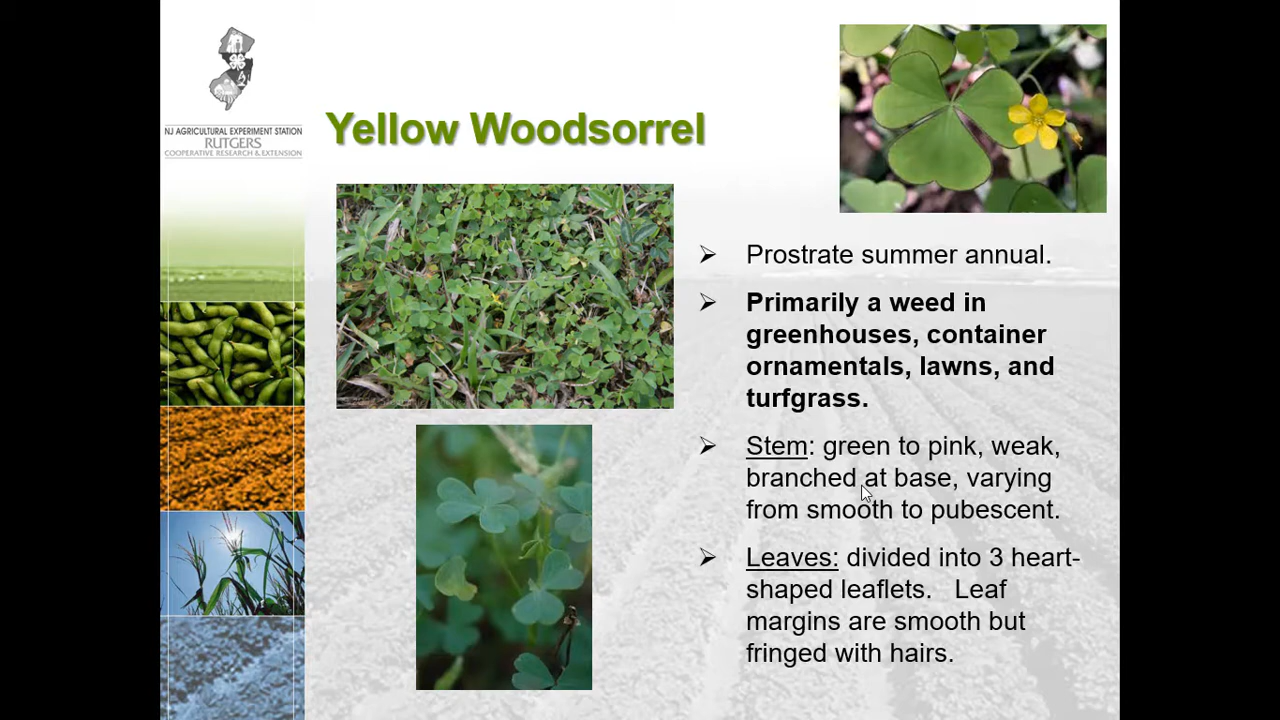 NJ AGRICULTURAL EXPERIMENT STATION
RUTGERS
COOPERATIVE RESEARCH & EXTENSION
Yellow Woodsorrel
Prostrate summer annual.
Primarily a weed in
greenhouses, container
ornamentals, lawns, and
turfgrass.
Stem: green to pink, weak,
branched at base, varying
from smooth to pubescent.
Leaves: divided into 3 heart-
shaped leaflets. Leaf
margins are smooth but
fringed with hairs.